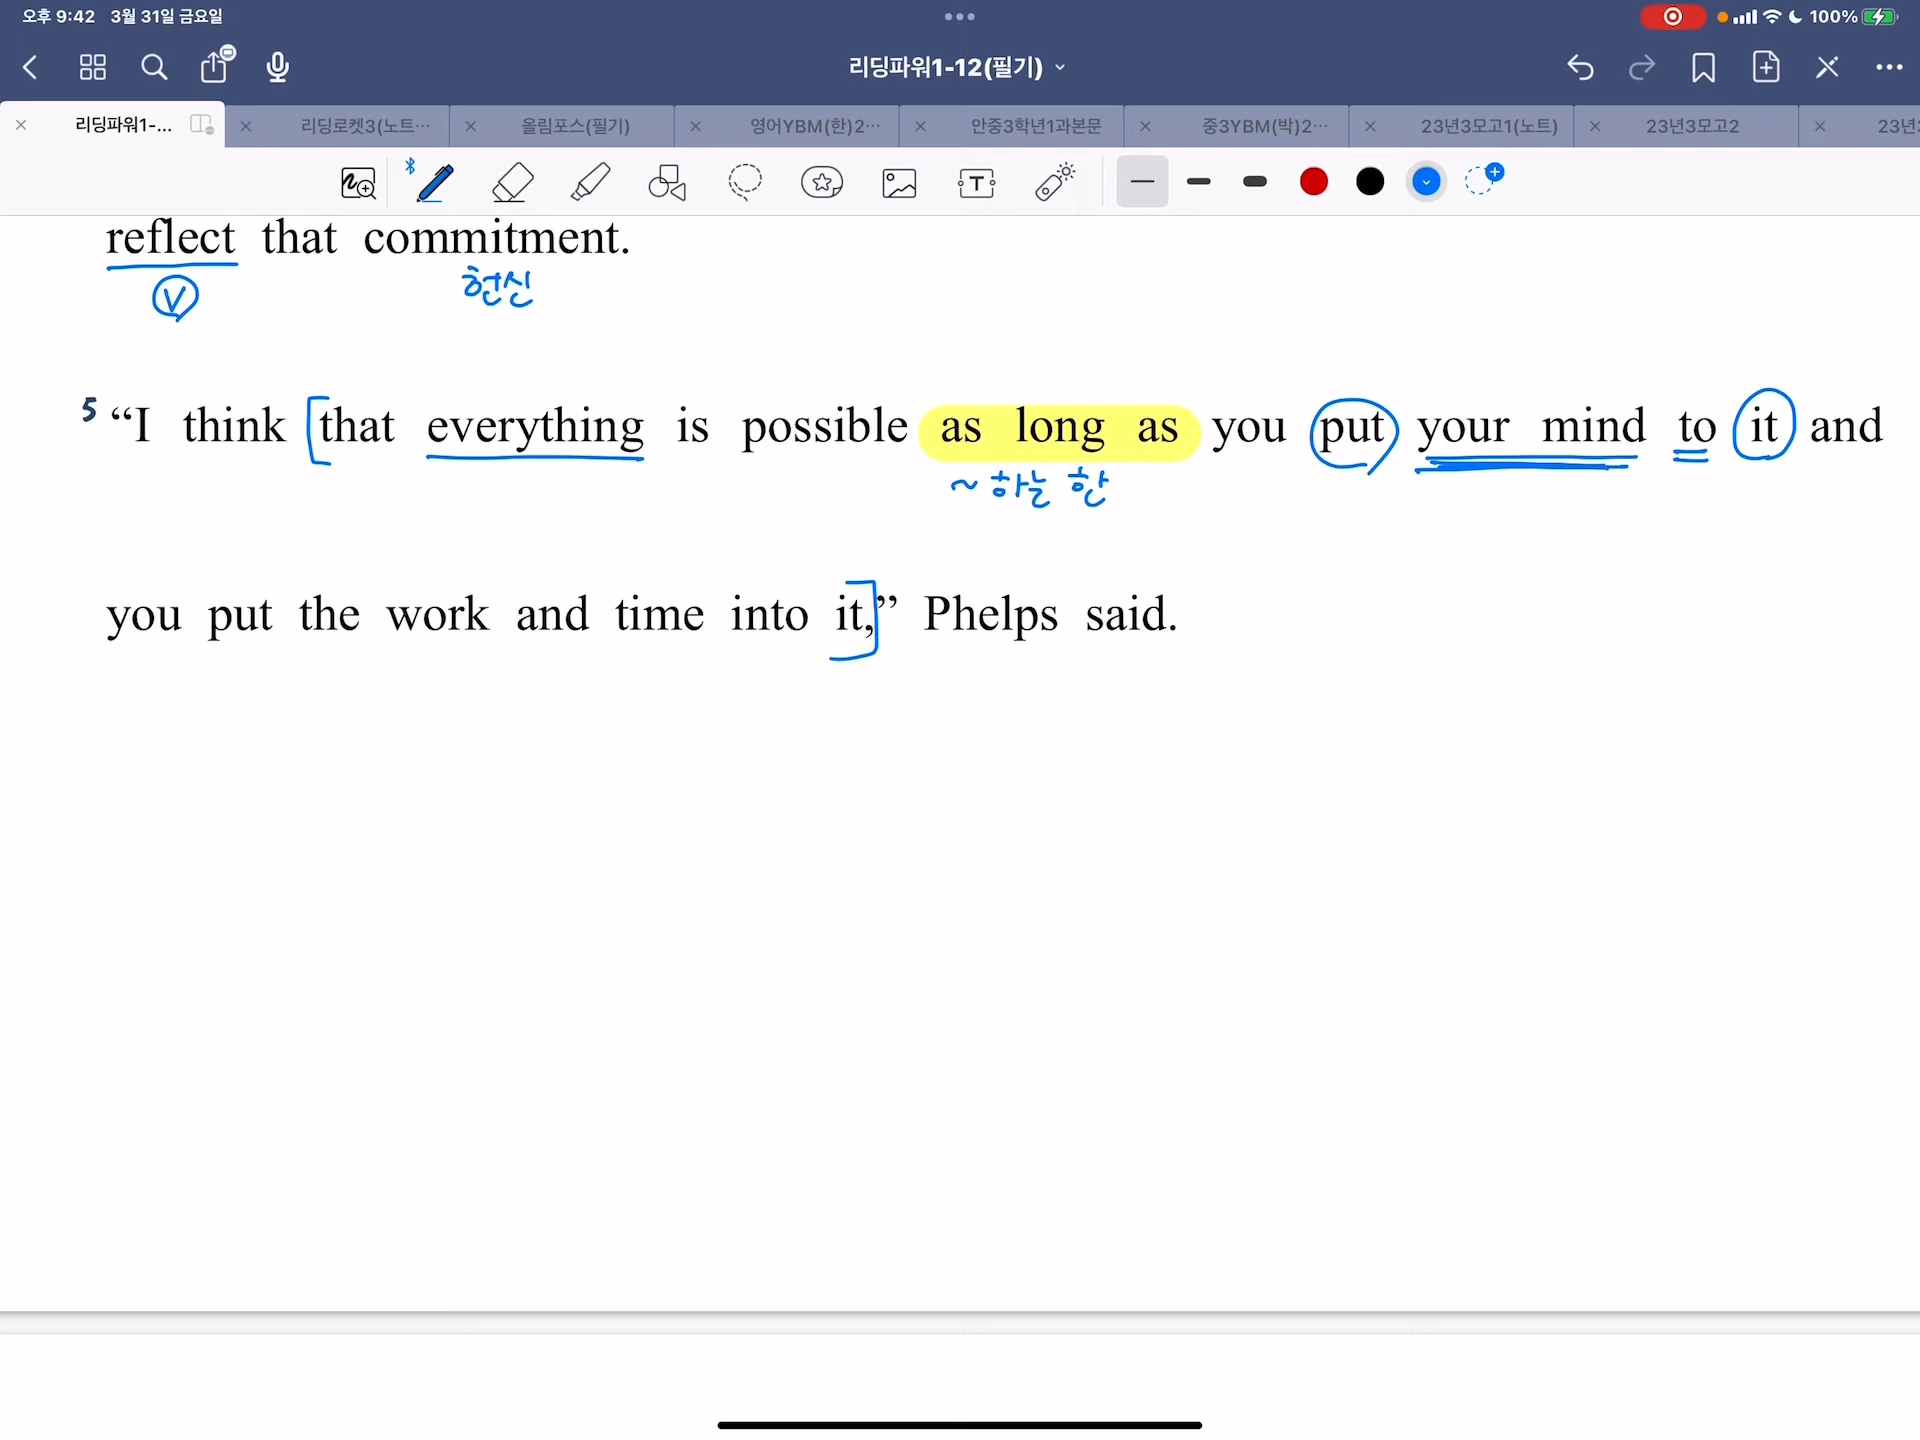 오후 9:42 3월 31일 금요일
100%
리딩파워1-12(필기)
리딩파워1-...
리딩로켓3(노트...
올림포스(필기)
영어YBM(한)2...
안중3학년1과본문
중3YBM(박)2...
23년3모고1(노트)
23년3모고2
23년
T
reflect that commitment.
V 헌신
5 “I think [that everything is possible as long as you put your mind to it and
~하는 한
you put the work and time into it,]” Phelps said.